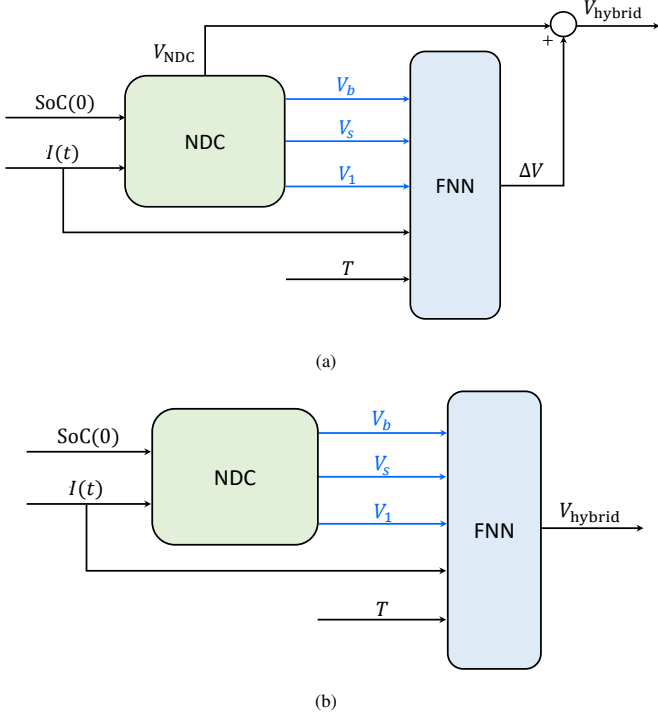 V_hybrid
+
V_NDC
SoC(0)
I(t)
NDC
V_b
V_s
V_1
FNN
ΔV
T
(a)
SoC(0)
I(t)
NDC
V_b
V_s
V_1
FNN
V_hybrid
T
(b)